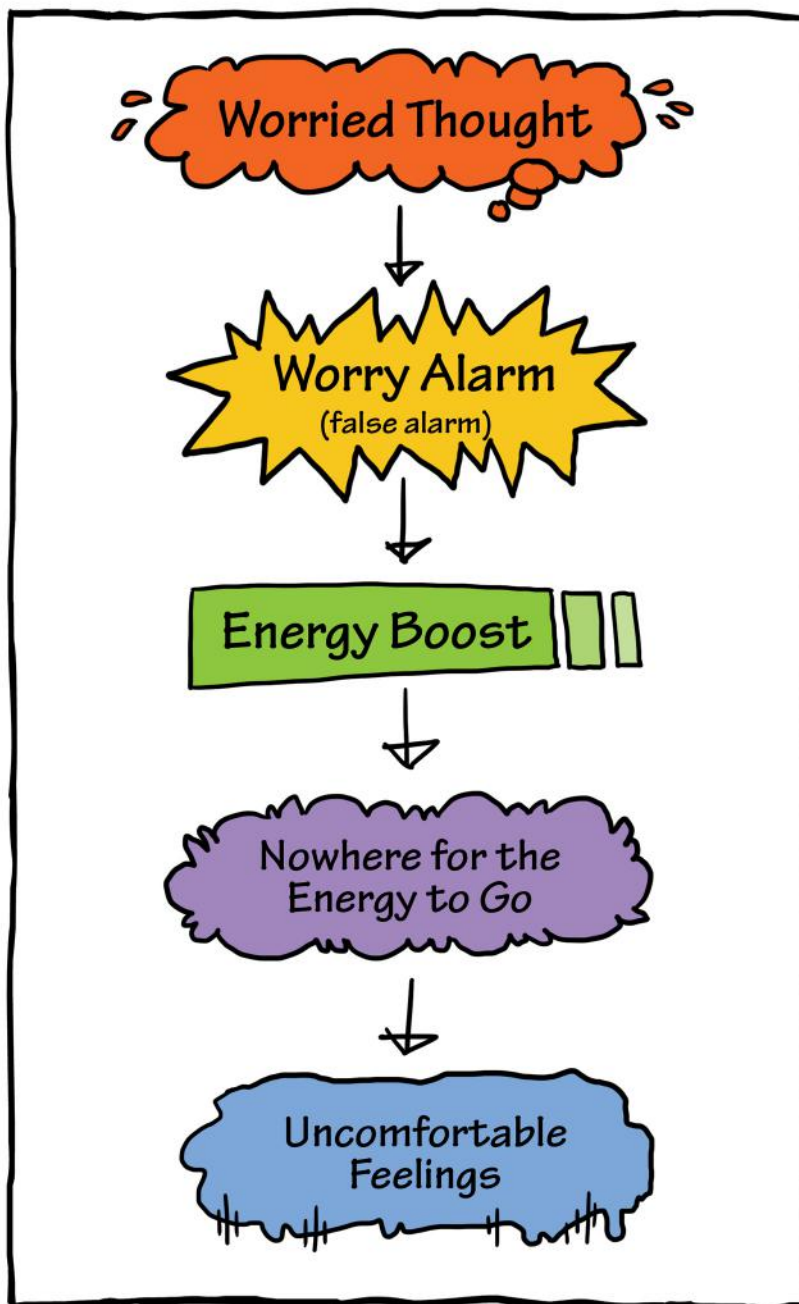 Worried Thought
Worry Alarm
(false alarm)
Energy Boost
Nowhere for the
Energy to Go
Uncomfortable
Feelings